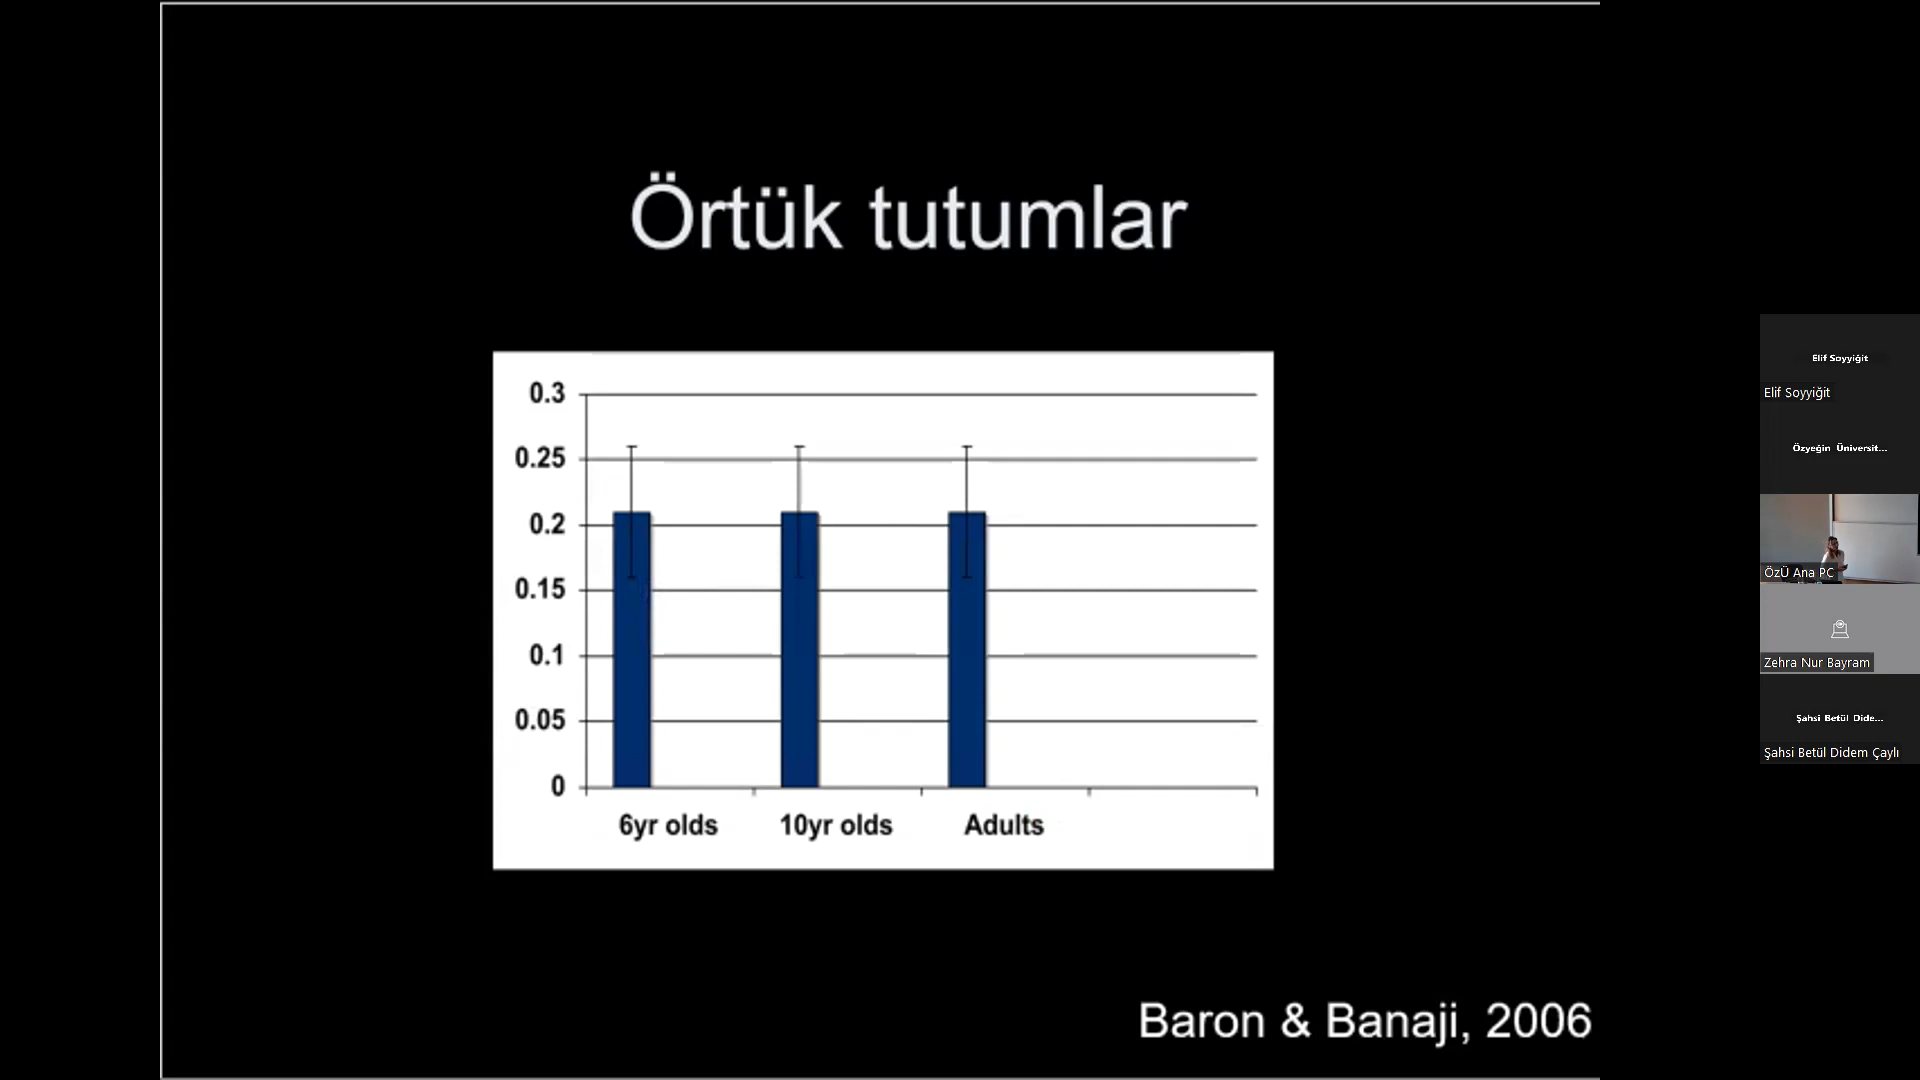 Örtük tutumlar
0.3
0.25
0.2
0.15
0.1
0.05
0
6yr olds 10yr olds Adults
Baron & Banaji, 2006
Elif Soyyiğit
Elif Soyyiğit
Özyeğin Üniversit...
ÖzÜ Ana PC
Zehra Nur Bayram
Şahsi Betül Dide...
Şahsi Betül Didem Çaylı